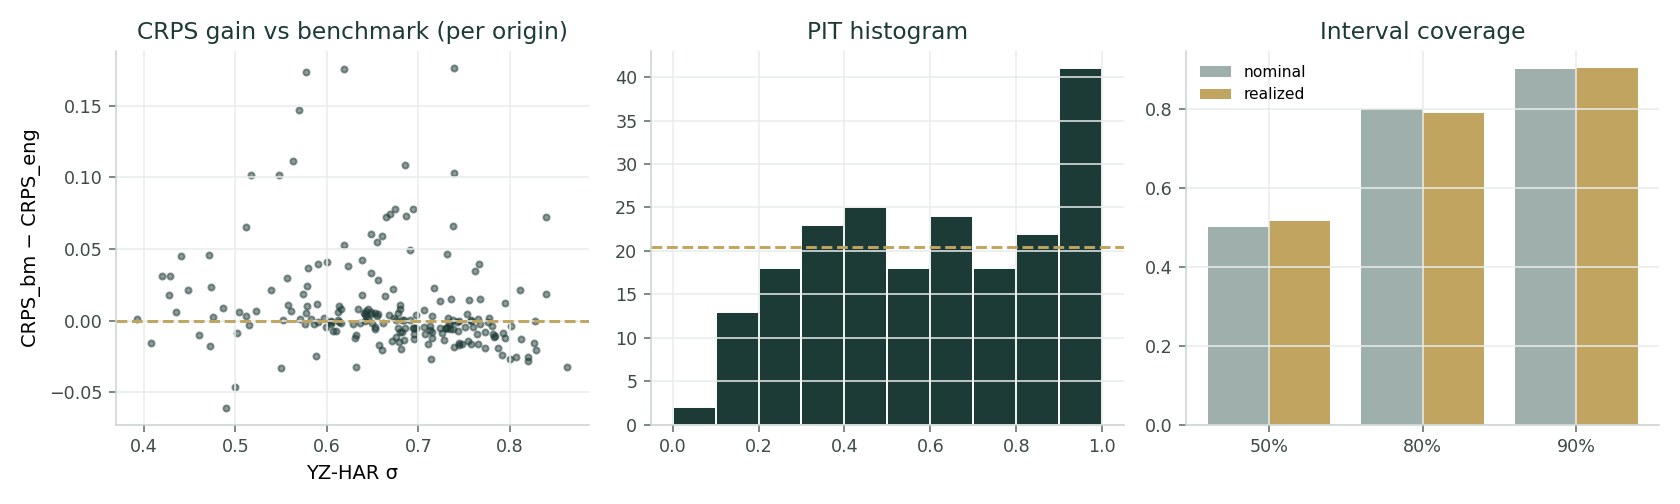 CRPS gain vs benchmark (per origin)
CRPS_bm − CRPS_eng
0.15
0.10
0.05
0.00
−0.05
0.4 0.5 0.6 0.7 0.8
YZ-HAR σ
PIT histogram
40
35
30
25
20
15
10
5
0
0.0 0.2 0.4 0.6 0.8 1.0
Interval coverage
nominal
realized
0.8
0.6
0.4
0.2
0.0
50% 80% 90%